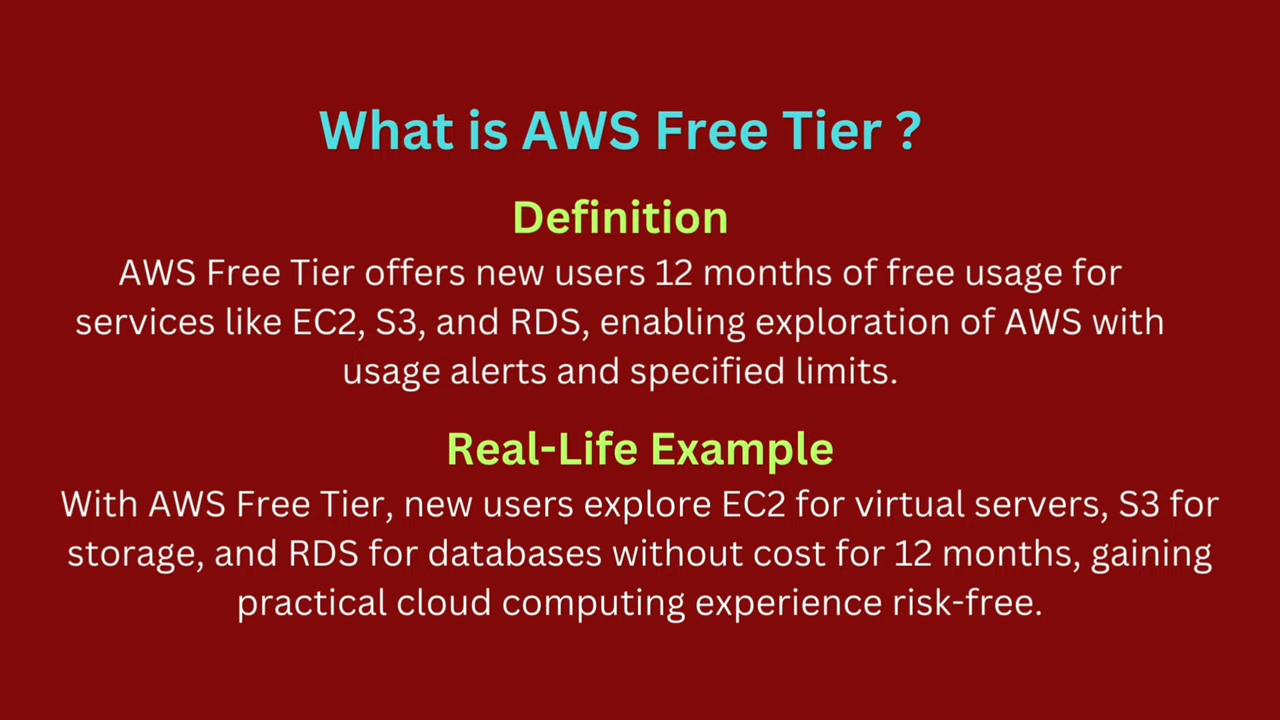 What is AWS Free Tier ?
Definition
AWS Free Tier offers new users 12 months of free usage for
services like EC2, S3, and RDS, enabling exploration of AWS with
usage alerts and specified limits.
Real-Life Example
With AWS Free Tier, new users explore EC2 for virtual servers, S3 for
storage, and RDS for databases without cost for 12 months, gaining
practical cloud computing experience risk-free.